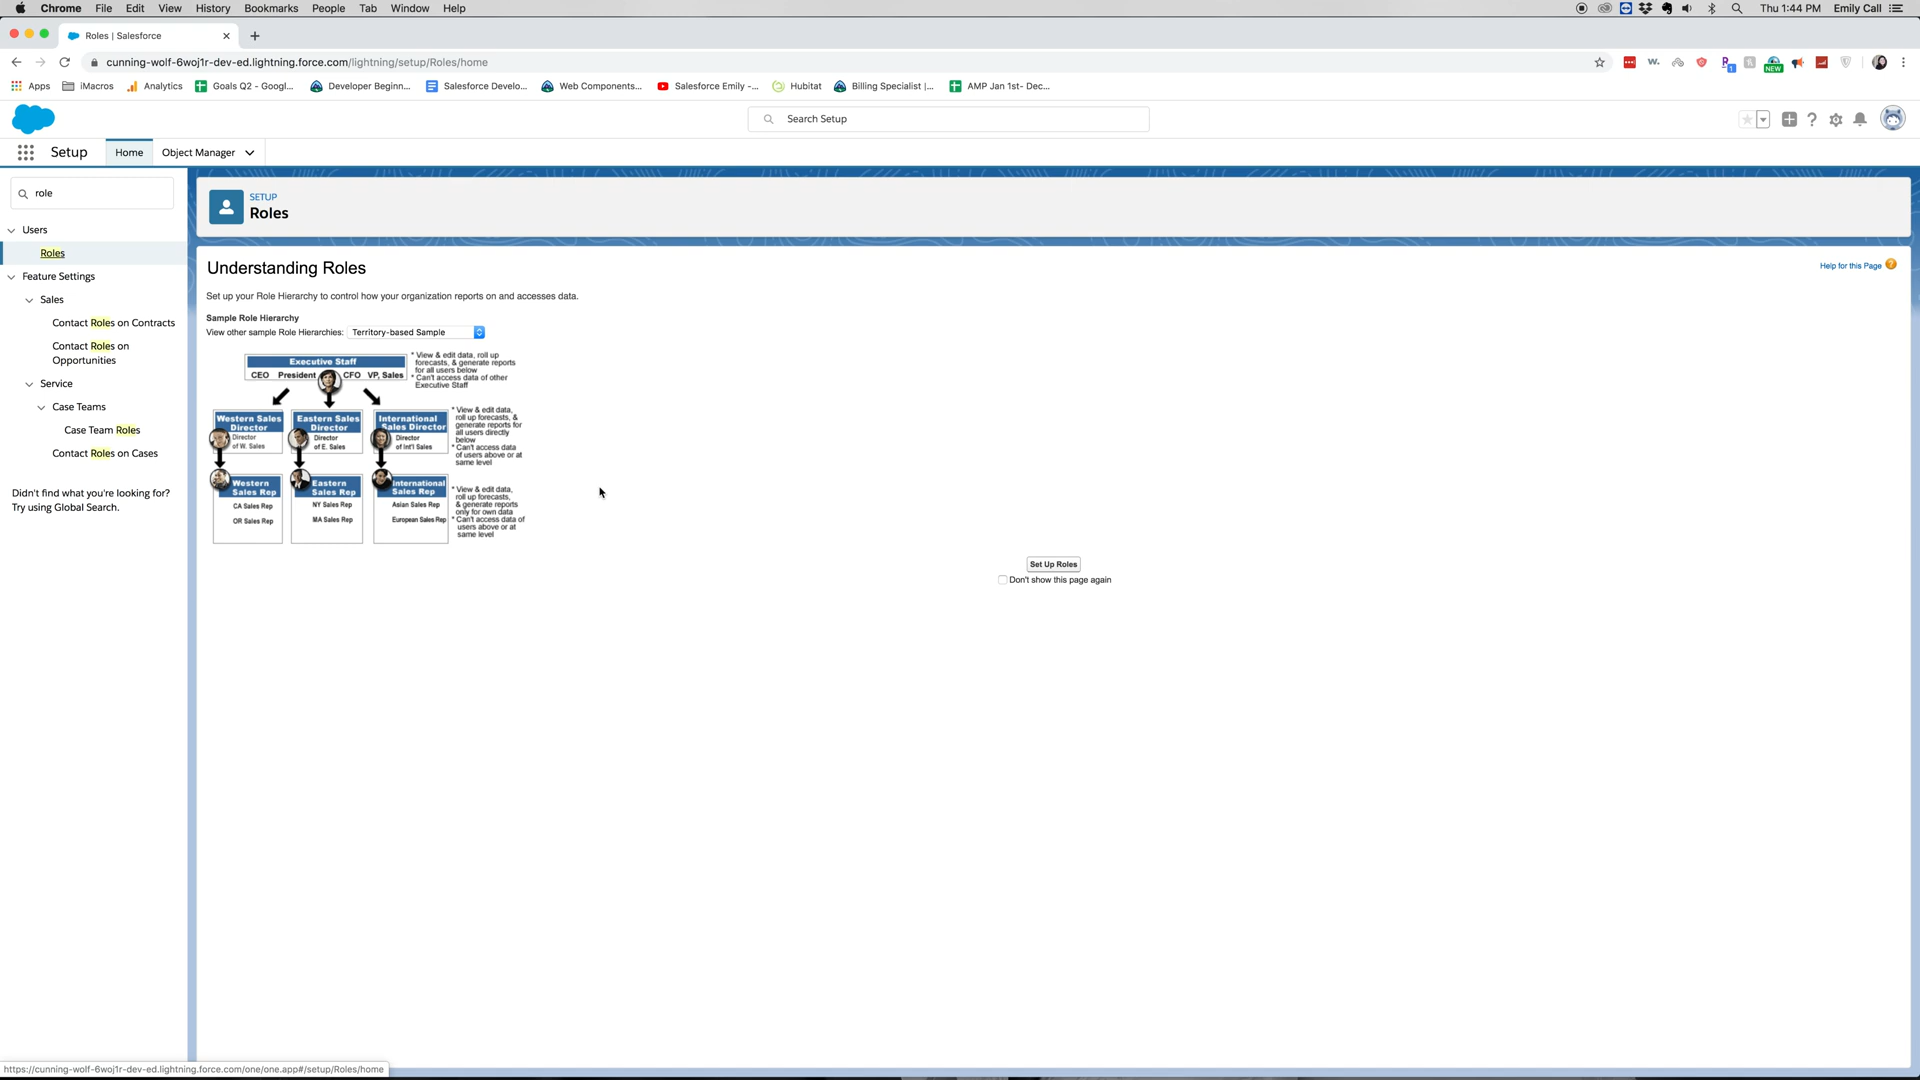 Chrome File Edit View History Bookmarks People Tab Window Help
Thu 1:44 PM Emily Call
Roles | Salesforce
cunning-wolf-6woj1r-dev-ed.lightning.force.com/lightning/setup/Roles/home
Apps iMacros Analytics Goals Q2 - Googl... Developer Beginn... Salesforce Develo... Web Components... Salesforce Emily -... Hubitat Billing Specialist |... AMP Jan 1st- Dec...
NEW
1
Search Setup
Setup Home Object Manager
role
Users
Roles
Feature Settings
Sales
Contact Roles on Contracts
Contact Roles on
Opportunities
Service
Case Teams
Case Team Roles
Contact Roles on Cases
Didn't find what you're looking for?
Try using Global Search.
SETUP
Roles
Understanding Roles
Help for this Page
Set up your Role Hierarchy to control how your organization reports on and accesses data.
Sample Role Hierarchy
View other sample Role Hierarchies: Territory-based Sample
Executive Staff
CEO President CFO VP, Sales
* View & edit data, roll up
forecasts, & generate reports
for all users below
* Can't access data of other
Executive Staff
Western Sales
Director
Director
of W. Sales
Eastern Sales
Director
Director
of E. Sales
International
Sales Director
Director
of Int'l Sales
* View & edit data,
roll up forecasts, &
generate reports for
all users directly
below
* Can't access data
of users above or at
same level
Western
Sales Rep
CA Sales Rep
OR Sales Rep
Eastern
Sales Rep
NY Sales Rep
MA Sales Rep
International
Sales Rep
Asian Sales Rep
European Sales Rep
* View & edit data,
roll up forecasts,
& generate reports
only for own data
* Can't access data of
users above or at
same level
Set Up Roles
Don't show this page again
https://cunning-wolf-6woj1r-dev-ed.lightning.force.com/one/one.app#/setup/Roles/home